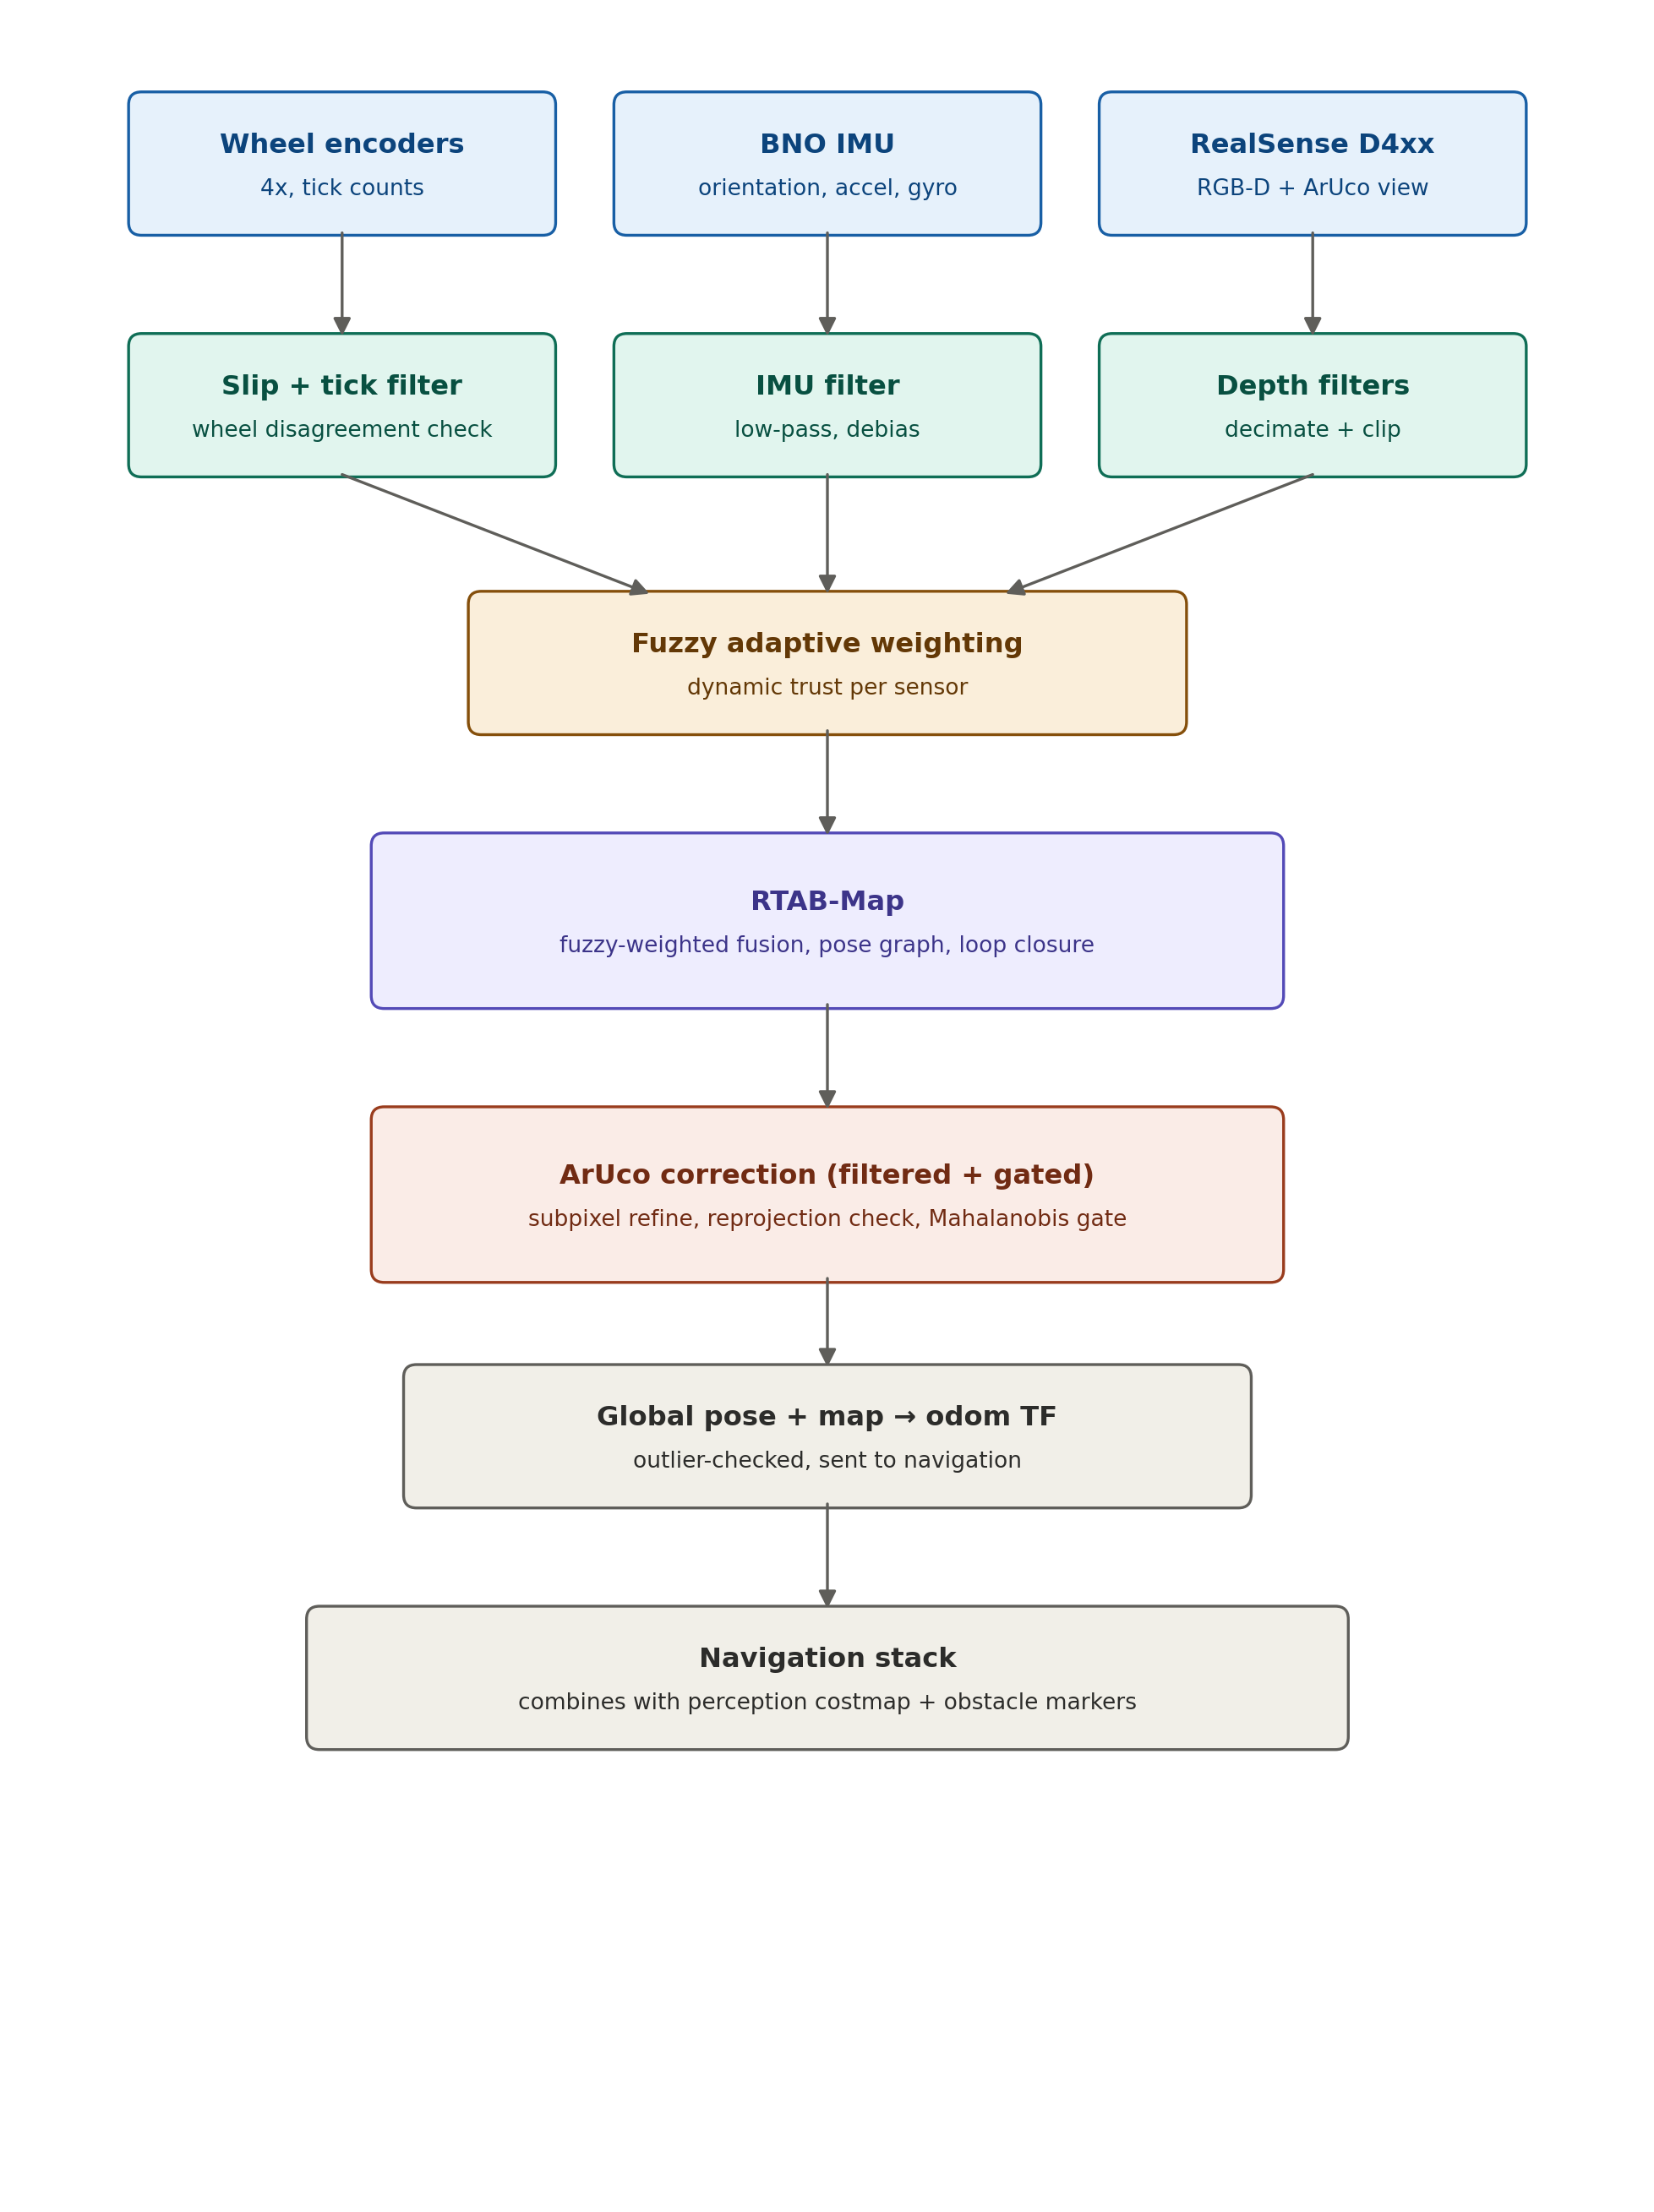 Wheel encoders
4x, tick counts
BNO IMU
orientation, accel, gyro
RealSense D4xx
RGB-D + ArUco view
Slip + tick filter
wheel disagreement check
IMU filter
low-pass, debias
Depth filters
decimate + clip
Fuzzy adaptive weighting
dynamic trust per sensor
RTAB-Map
fuzzy-weighted fusion, pose graph, loop closure
ArUco correction (filtered + gated)
subpixel refine, reprojection check, Mahalanobis gate
Global pose + map → odom TF
outlier-checked, sent to navigation
Navigation stack
combines with perception costmap + obstacle markers